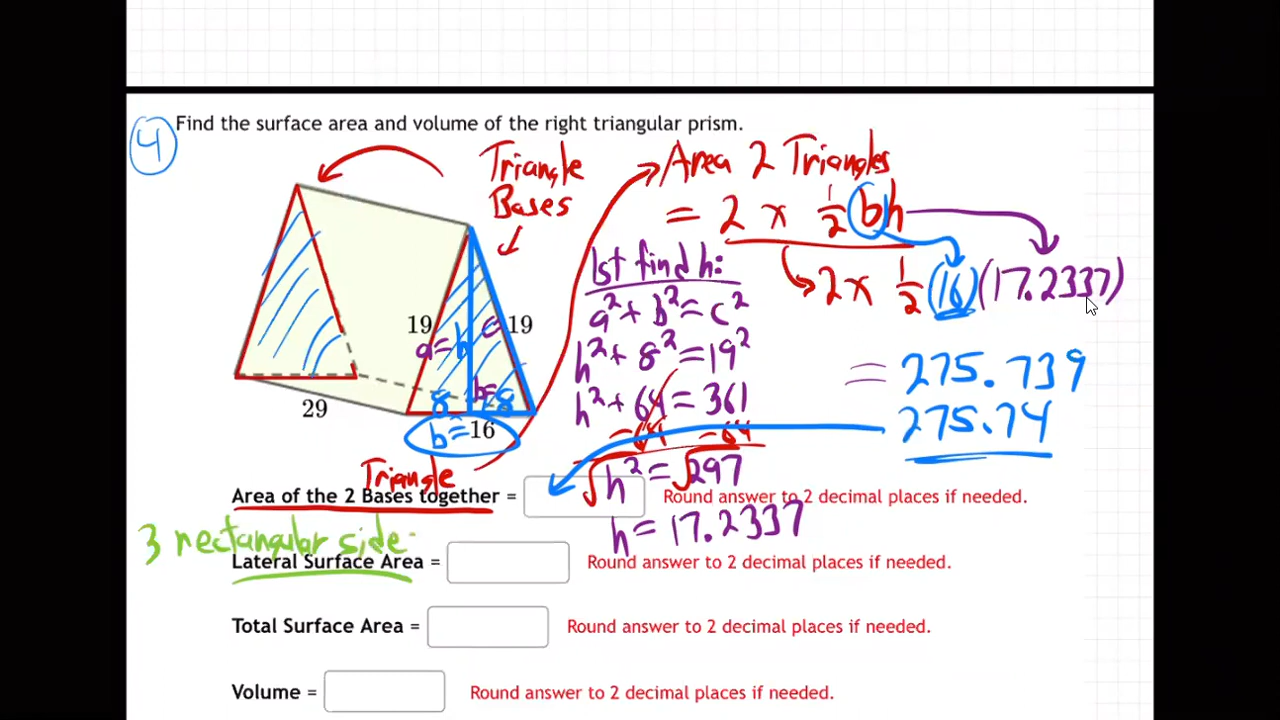 4
Find the surface area and volume of the right triangular prism.
Triangle
Bases
Area 2 Triangles
= 2 x 1/2 bh
2 x 1/2 (16)(17.2337)
= 275.739
275.74
1st find h:
a² + b² = c²
h² + 8² = 19²
h² + 64 = 361
-64 -64
√h² = √297
h = 17.2337
19
19
a=h
c
b=
8
8
b=
16
29
Triangle
Area of the 2 Bases together =
Round answer to 2 decimal places if needed.
3 rectangular side
Lateral Surface Area =
Round answer to 2 decimal places if needed.
Total Surface Area =
Round answer to 2 decimal places if needed.
Volume =
Round answer to 2 decimal places if needed.